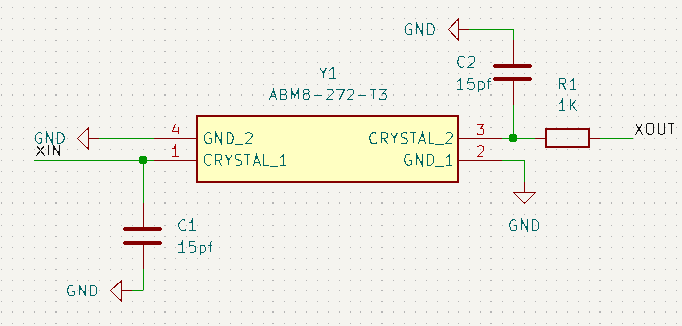 GND
C2
15pf
R1
1K
Y1
ABM8-272-T3
XOUT
GND
XIN
4
GND_2
CRYSTAL_2
3
1
CRYSTAL_1
GND_1
2
C1
15pf
GND
GND